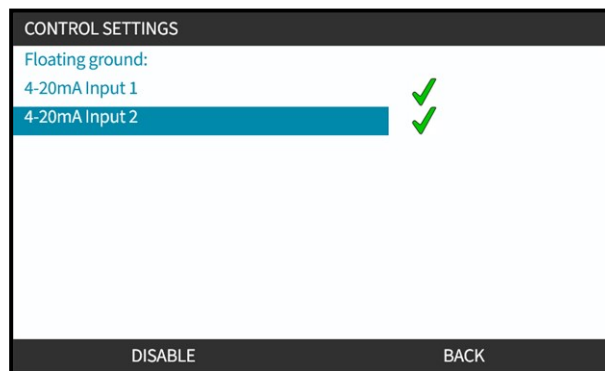 CONTROL SETTINGS
Floating ground:
4-20mA Input 1
4-20mA Input 2
DISABLE
BACK